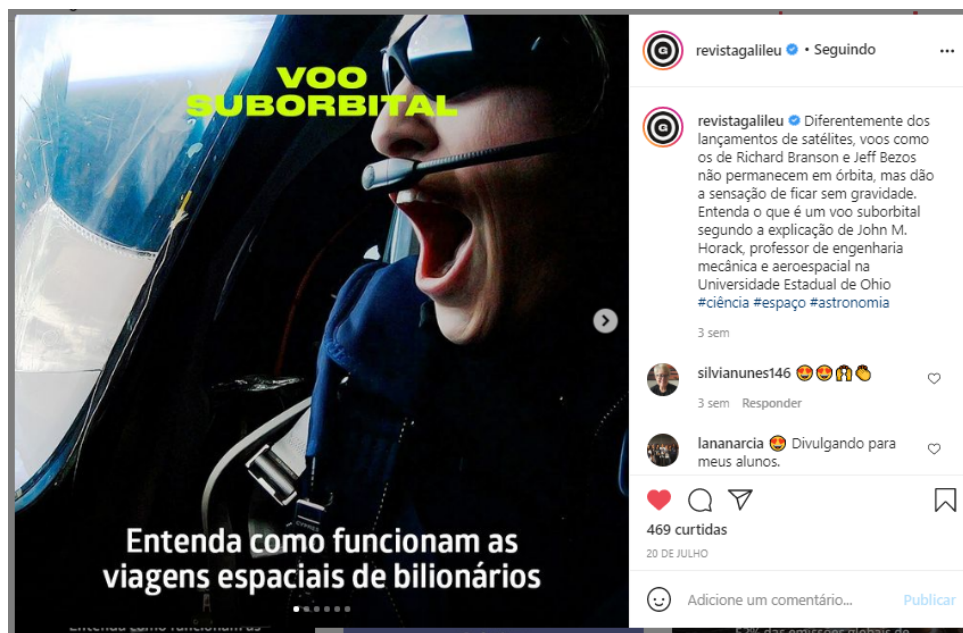 VOO
SUBORBITAL
Entenda como funcionam as
viagens espaciais de bilionários
revistagalileu • Seguindo
revistagalileu Diferentemente dos
lançamentos de satélites, voos como
os de Richard Branson e Jeff Bezos
não permanecem em órbita, mas dão
a sensação de ficar sem gravidade.
Entenda o que é um voo suborbital
segundo a explicação de John M.
Horack, professor de engenharia
mecânica e aeroespacial na
Universidade Estadual de Ohio
#ciência #espaço #astronomia
3 sem
silvianunes146 😍😍🙌👏
3 sem Responder
lananarcia 😍 Divulgando para
meus alunos.
469 curtidas
20 DE JULHO
Adicione um comentário... Publicar